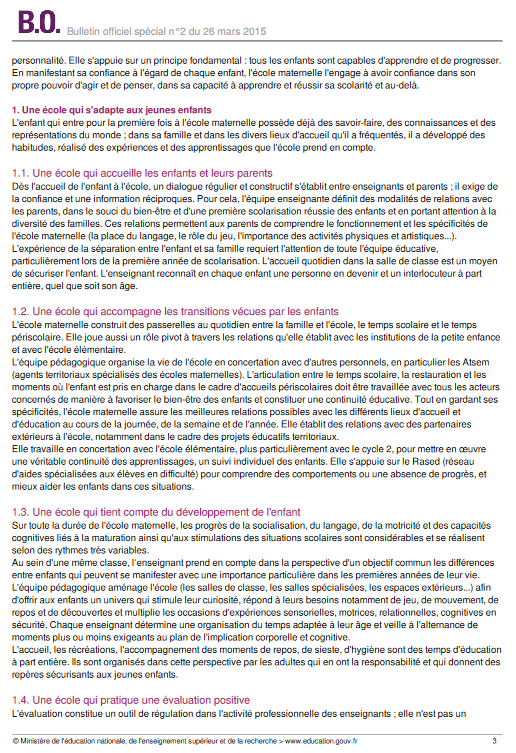 B.O. Bulletin officiel spécial n°2 du 26 mars 2015
personnalité. Elle s'appuie sur un principe fondamental : tous les enfants sont capables d'apprendre et de progresser.
En manifestant sa confiance à l'égard de chaque enfant, l'école maternelle l'engage à avoir confiance dans son
propre pouvoir d'agir et de penser, dans sa capacité à apprendre et réussir sa scolarité et au-delà.
1. Une école qui s'adapte aux jeunes enfants
L'enfant qui entre pour la première fois à l'école maternelle possède déjà des savoir-faire, des connaissances et des
représentations du monde ; dans sa famille et dans les divers lieux d'accueil qu'il a fréquentés, il a développé des
habitudes, réalisé des expériences et des apprentissages que l'école prend en compte.
1.1. Une école qui accueille les enfants et leurs parents
Dès l'accueil de l'enfant à l'école, un dialogue régulier et constructif s'établit entre enseignants et parents ; il exige de
la confiance et une information réciproques. Pour cela, l'équipe enseignante définit des modalités de relations avec
les parents, dans le souci du bien-être et d'une première scolarisation réussie des enfants et en portant attention à la
diversité des familles. Ces relations permettent aux parents de comprendre le fonctionnement et les spécificités de
l'école maternelle (la place du langage, le rôle du jeu, l'importance des activités physiques et artistiques...).
L'expérience de la séparation entre l'enfant et sa famille requiert l'attention de toute l'équipe éducative,
particulièrement lors de la première année de scolarisation. L'accueil quotidien dans la salle de classe est un moyen
de sécuriser l'enfant. L'enseignant reconnaît en chaque enfant une personne en devenir et un interlocuteur à part
entière, quel que soit son âge.
1.2. Une école qui accompagne les transitions vécues par les enfants
L'école maternelle construit des passerelles au quotidien entre la famille et l'école, le temps scolaire et le temps
périscolaire. Elle joue aussi un rôle pivot à travers les relations qu'elle établit avec les institutions de la petite enfance
et avec l'école élémentaire.
L'équipe pédagogique organise la vie de l'école en concertation avec d'autres personnels, en particulier les Atsem
(agents territoriaux spécialisés des écoles maternelles). L'articulation entre le temps scolaire, la restauration et les
moments où l'enfant est pris en charge dans le cadre d'accueils périscolaires doit être travaillée avec tous les acteurs
concernés de manière à favoriser le bien-être des enfants et constituer une continuité éducative. Tout en gardant ses
spécificités, l'école maternelle assure les meilleures relations possibles avec les différents lieux d'accueil et
d'éducation au cours de la journée, de la semaine et de l'année. Elle établit des relations avec des partenaires
extérieurs à l'école, notamment dans le cadre des projets éducatifs territoriaux.
Elle travaille en concertation avec l'école élémentaire, plus particulièrement avec le cycle 2, pour mettre en œuvre
une véritable continuité des apprentissages, un suivi individuel des enfants. Elle s'appuie sur le Rased (réseau
d'aides spécialisées aux élèves en difficulté) pour comprendre des comportements ou une absence de progrès, et
mieux aider les enfants dans ces situations.
1.3. Une école qui tient compte du développement de l'enfant
Sur toute la durée de l'école maternelle, les progrès de la socialisation, du langage, de la motricité et des capacités
cognitives liés à la maturation ainsi qu'aux stimulations des situations scolaires sont considérables et se réalisent
selon des rythmes très variables.
Au sein d'une même classe, l'enseignant prend en compte dans la perspective d'un objectif commun les différences
entre enfants qui peuvent se manifester avec une importance particulière dans les premières années de leur vie.
L'équipe pédagogique aménage l'école (les salles de classe, les salles spécialisées, les espaces extérieurs...) afin
d'offrir aux enfants un univers qui stimule leur curiosité, répond à leurs besoins notamment de jeu, de mouvement, de
repos et de découvertes et multiplie les occasions d'expériences sensorielles, motrices, relationnelles, cognitives en
sécurité. Chaque enseignant détermine une organisation du temps adaptée à leur âge et veille à l'alternance de
moments plus ou moins exigeants au plan de l'implication corporelle et cognitive.
L'accueil, les récréations, l'accompagnement des moments de repos, de sieste, d'hygiène sont des temps d'éducation
à part entière. Ils sont organisés dans cette perspective par les adultes qui en ont la responsabilité et qui donnent des
repères sécurisants aux jeunes enfants.
1.4. Une école qui pratique une évaluation positive
L'évaluation constitue un outil de régulation dans l'activité professionnelle des enseignants ; elle n'est pas un
© Ministère de l'éducation nationale, de l'enseignement supérieur et de la recherche > www.education.gouv.fr 3